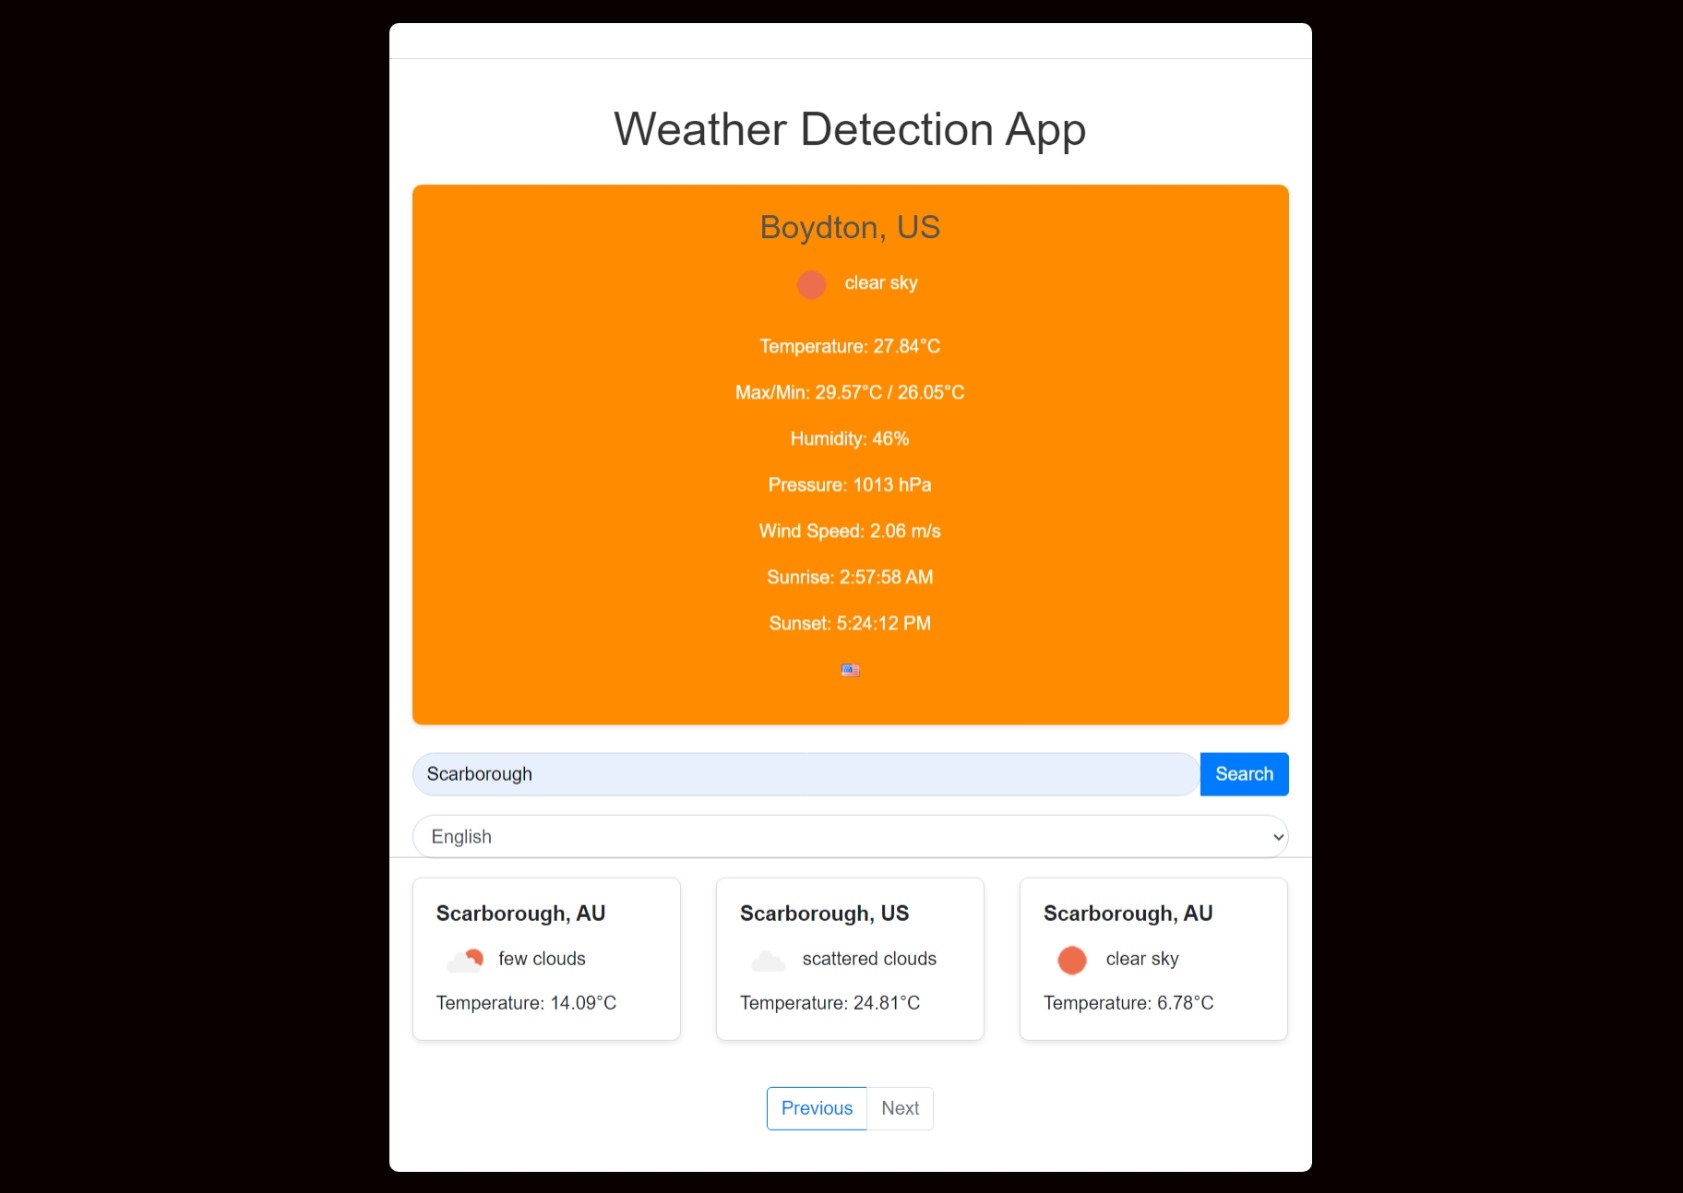 Weather Detection App
Boydton, US
clear sky
Temperature: 27.84°C
Max/Min: 29.57°C / 26.05°C
Humidity: 46%
Pressure: 1013 hPa
Wind Speed: 2.06 m/s
Sunrise: 2:57:58 AM
Sunset: 5:24:12 PM
Scarborough
Search
English
Scarborough, AU
few clouds
Temperature: 14.09°C
Scarborough, US
scattered clouds
Temperature: 24.81°C
Scarborough, AU
clear sky
Temperature: 6.78°C
Previous
Next